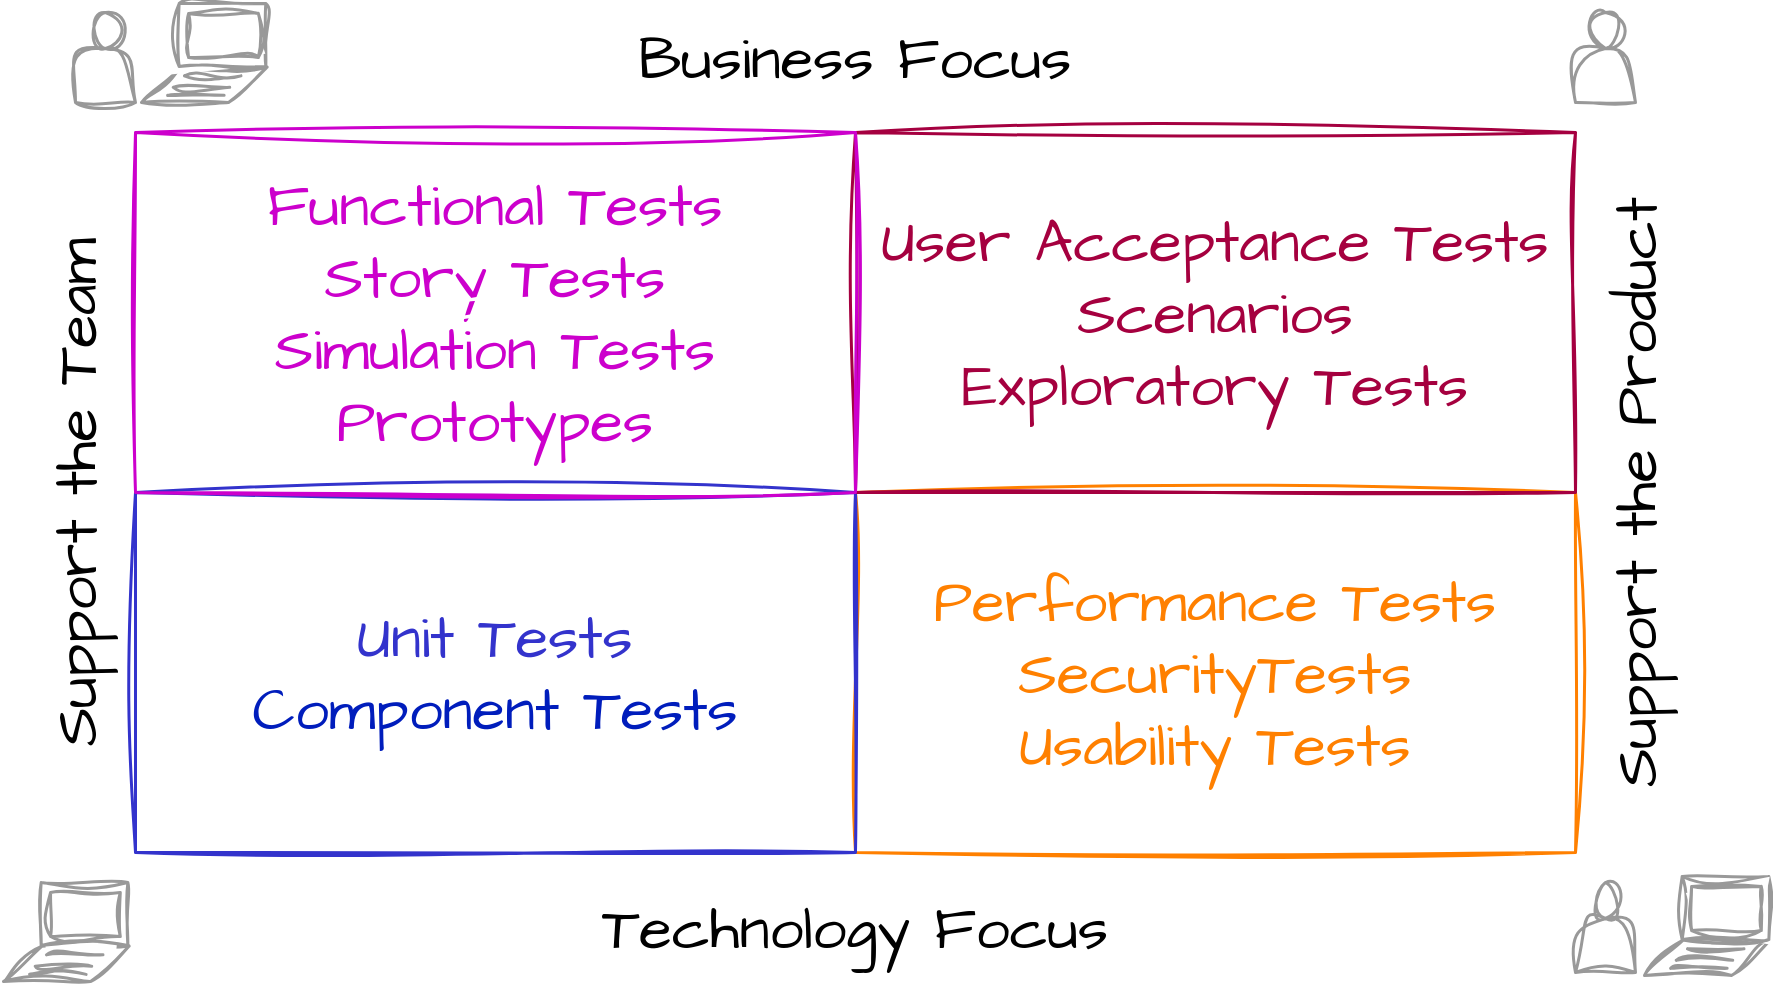 Business Focus
Support the Team
Functional Tests
Story Tests
Simulation Tests
Prototypes
User Acceptance Tests
Scenarios
Exploratory Tests
Support the Product
Unit Tests
Component Tests
Performance Tests
SecurityTests
Usability Tests
Technology Focus